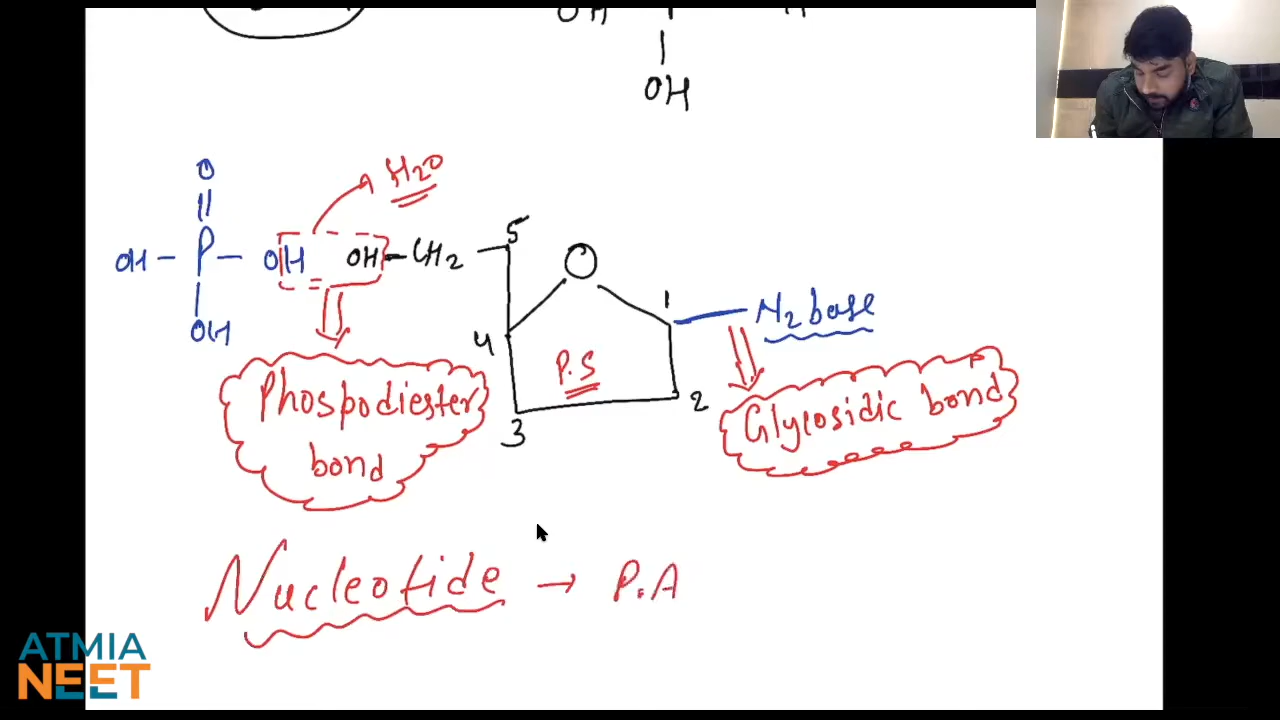 OH
OH
O
H₂O
OH – P – OH OH – CH₂
5
O
OH
1
N₂ base
4
P.S
2
3
Phospodiester
bond
Glycosidic bond
Nucleotide → P.A
ATMIA
NEET